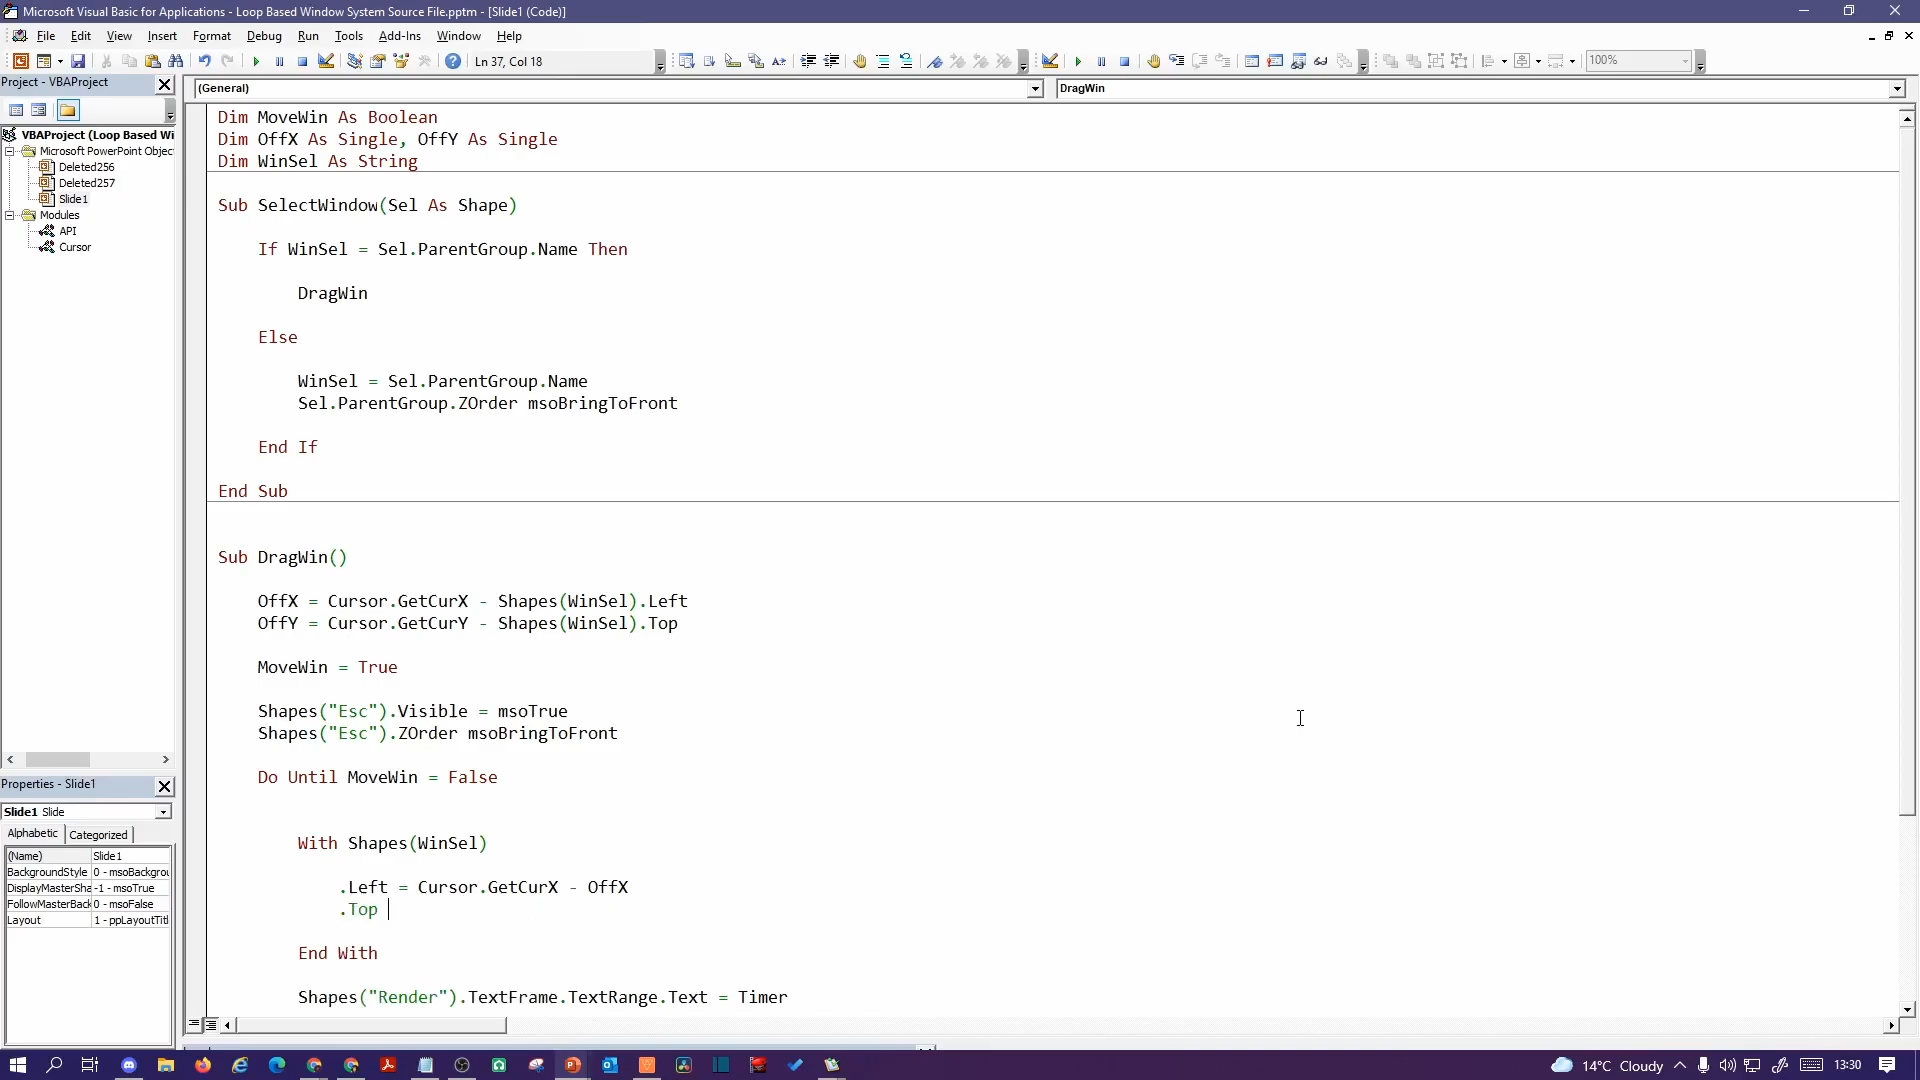 Microsoft Visual Basic for Applications - Loop Based Window System Source File.pptm - [Slide1 (Code)]
File Edit View Insert Format Debug Run Tools Add-Ins Window Help
Ln 37, Col 18
100%
Project - VBAProject
(General)
DragWin
VBAProject (Loop Based Wi
Microsoft PowerPoint Objec
Deleted256
Deleted257
Slide1
Modules
API
Cursor
Dim MoveWin As Boolean
Dim OffX As Single, OffY As Single
Dim WinSel As String
Sub SelectWindow(Sel As Shape)
If WinSel = Sel.ParentGroup.Name Then
DragWin
Else
WinSel = Sel.ParentGroup.Name
Sel.ParentGroup.ZOrder msoBringToFront
End If
End Sub
Sub DragWin()
OffX = Cursor.GetCurX - Shapes(WinSel).Left
OffY = Cursor.GetCurY - Shapes(WinSel).Top
MoveWin = True
Shapes("Esc").Visible = msoTrue
Shapes("Esc").ZOrder msoBringToFront
Do Until MoveWin = False
With Shapes(WinSel)
.Left = Cursor.GetCurX - OffX
.Top
End With
Shapes("Render").TextFrame.TextRange.Text = Timer
Properties - Slide1
Slide1 Slide
Alphabetic Categorized
(Name) Slide1
BackgroundStyle 0 - msoBackgrou
DisplayMasterSha -1 - msoTrue
FollowMasterBack 0 - msoFalse
Layout 1 - ppLayoutTitl
14°C Cloudy
13:30